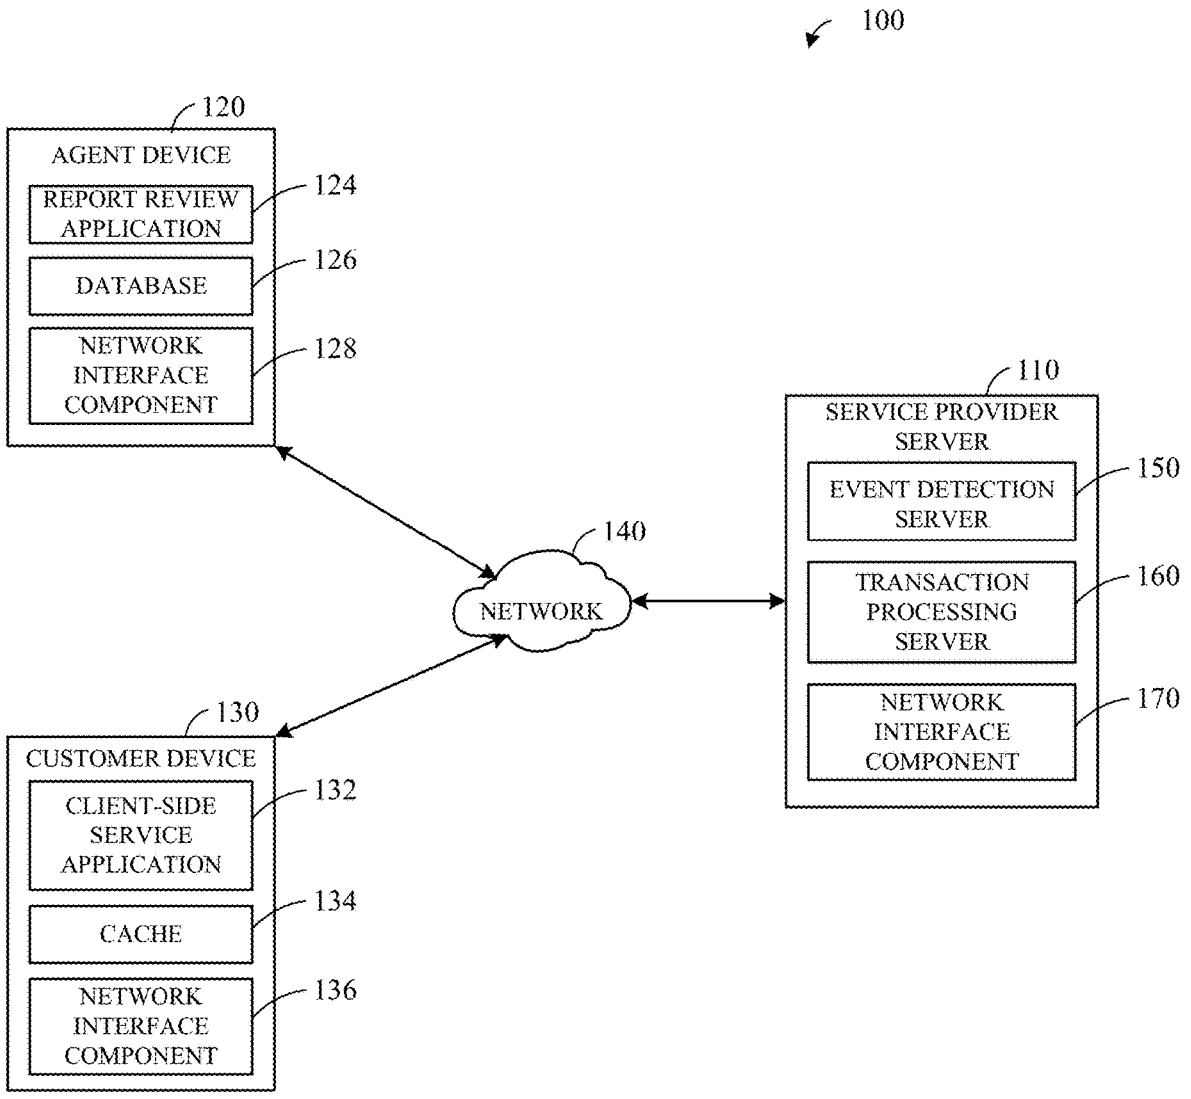 100
120
AGENT DEVICE
REPORT REVIEW
APPLICATION
124
DATABASE
126
NETWORK
INTERFACE
COMPONENT
128
110
SERVICE PROVIDER
SERVER
EVENT DETECTION
SERVER
150
TRANSACTION
PROCESSING
SERVER
160
NETWORK
INTERFACE
COMPONENT
170
140
NETWORK
130
CUSTOMER DEVICE
CLIENT-SIDE
SERVICE
APPLICATION
132
CACHE
134
NETWORK
INTERFACE
COMPONENT
136